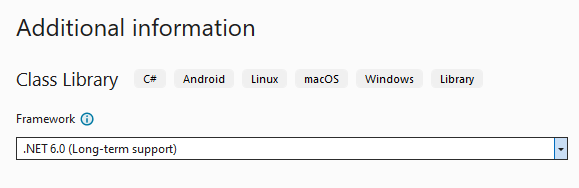 Additional information
Class Library C# Android Linux macOS Windows Library
Framework
.NET 6.0 (Long-term support)